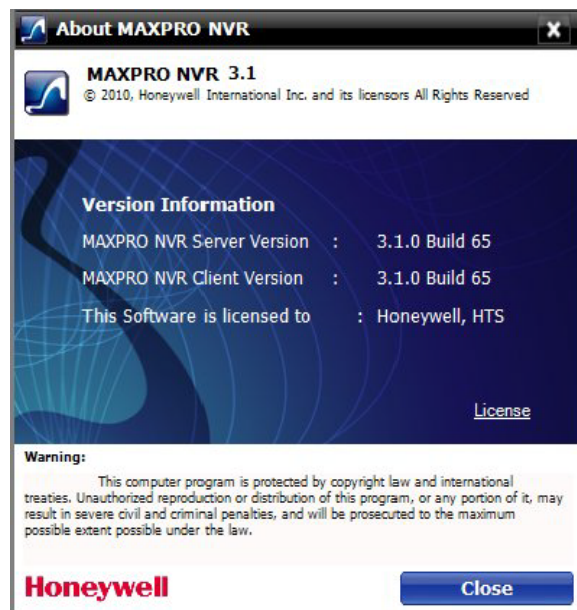 About MAXPRO NVR
X
MAXPRO NVR 3.1
© 2010, Honeywell International Inc. and its licensors All Rights Reserved
Version Information
MAXPRO NVR Server Version : 3.1.0 Build 65
MAXPRO NVR Client Version : 3.1.0 Build 65
This Software is licensed to : Honeywell, HTS
License
Warning:
This computer program is protected by copyright law and international
treaties. Unauthorized reproduction or distribution of this program, or any portion of it, may
result in severe civil and criminal penalties, and will be prosecuted to the maximum
possible extent possible under the law.
Honeywell
Close